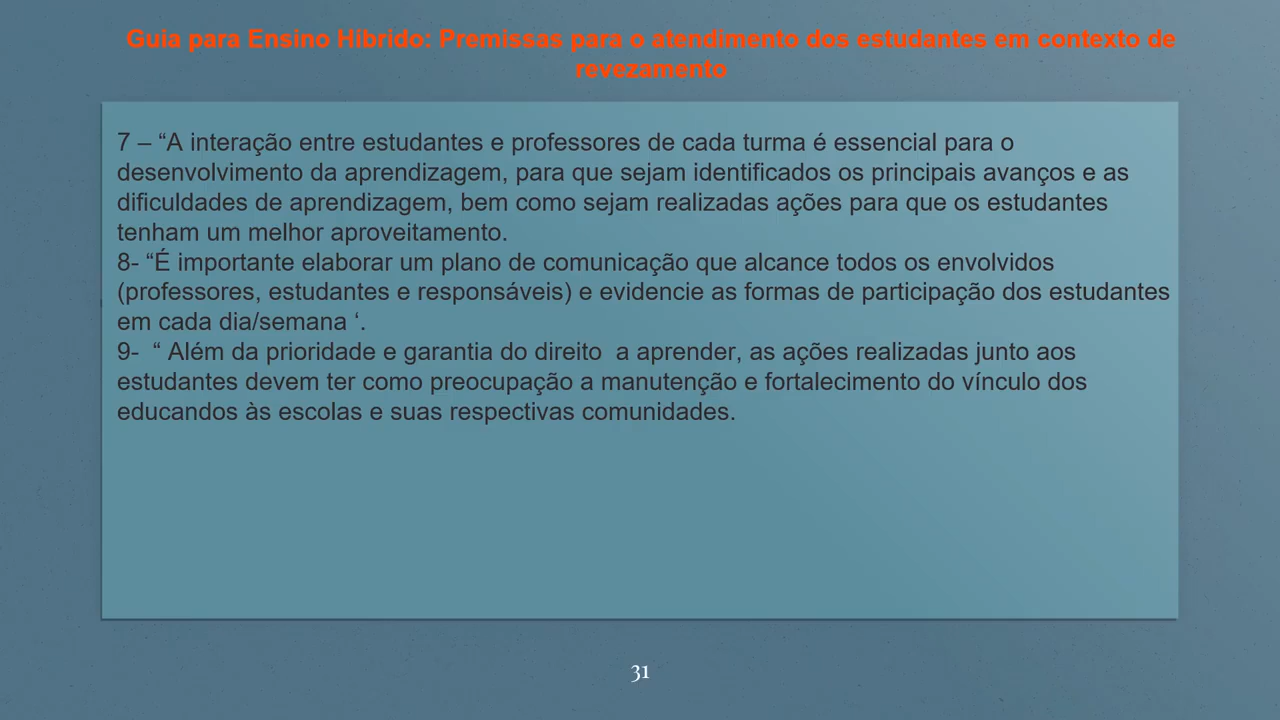 Guia para Ensino Híbrido: Premissas para o atendimento dos estudantes em contexto de
revezamento
7 – “A interação entre estudantes e professores de cada turma é essencial para o
desenvolvimento da aprendizagem, para que sejam identificados os principais avanços e as
dificuldades de aprendizagem, bem como sejam realizadas ações para que os estudantes
tenham um melhor aproveitamento.
8- “É importante elaborar um plano de comunicação que alcance todos os envolvidos
(professores, estudantes e responsáveis) e evidencie as formas de participação dos estudantes
em cada dia/semana ‘.
9-  “ Além da prioridade e garantia do direito  a aprender, as ações realizadas junto aos
estudantes devem ter como preocupação a manutenção e fortalecimento do vínculo dos
educandos às escolas e suas respectivas comunidades.
31